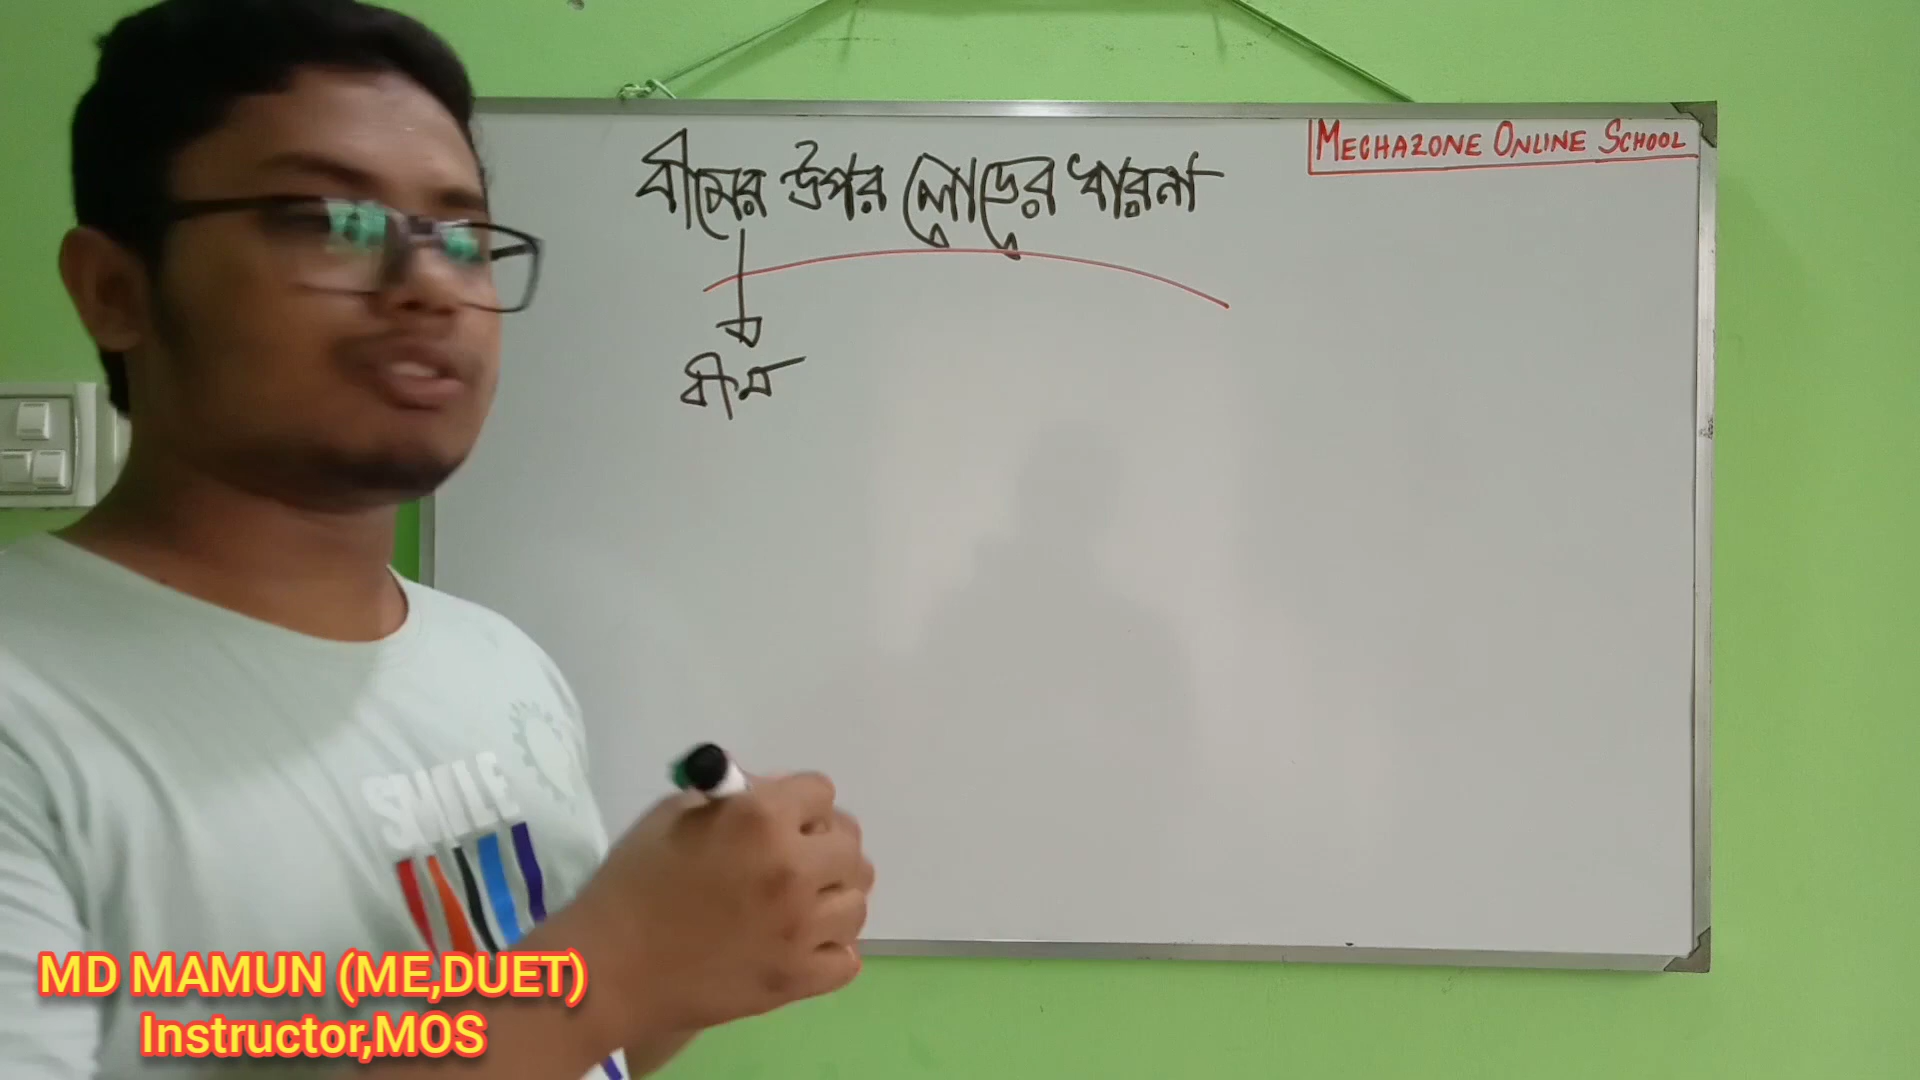 MECHAZONE ONLINE SCHOOL
বীমের উপর লোডের ধারনা
বীম
SMILE
MD MAMUN (ME,DUET)
Instructor,MOS